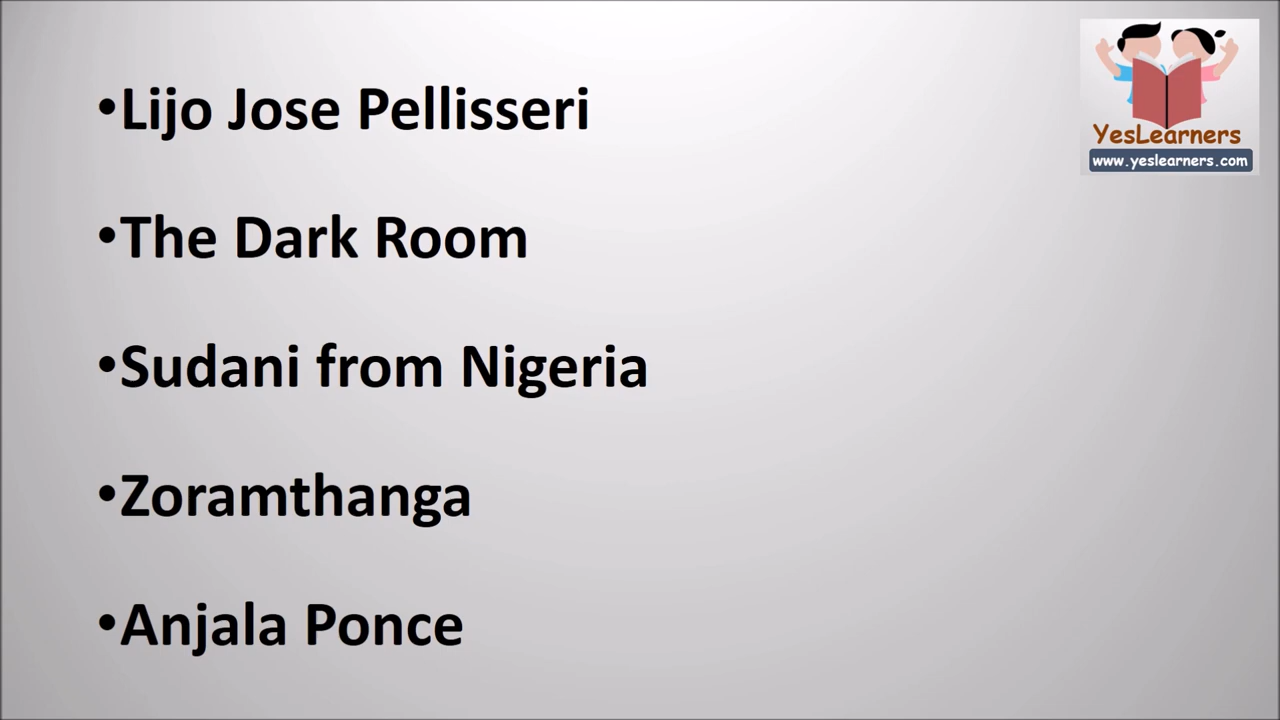 •Lijo Jose Pellisseri
•The Dark Room
•Sudani from Nigeria
•Zoramthanga
•Anjala Ponce
YesLearners
www.yeslearners.com